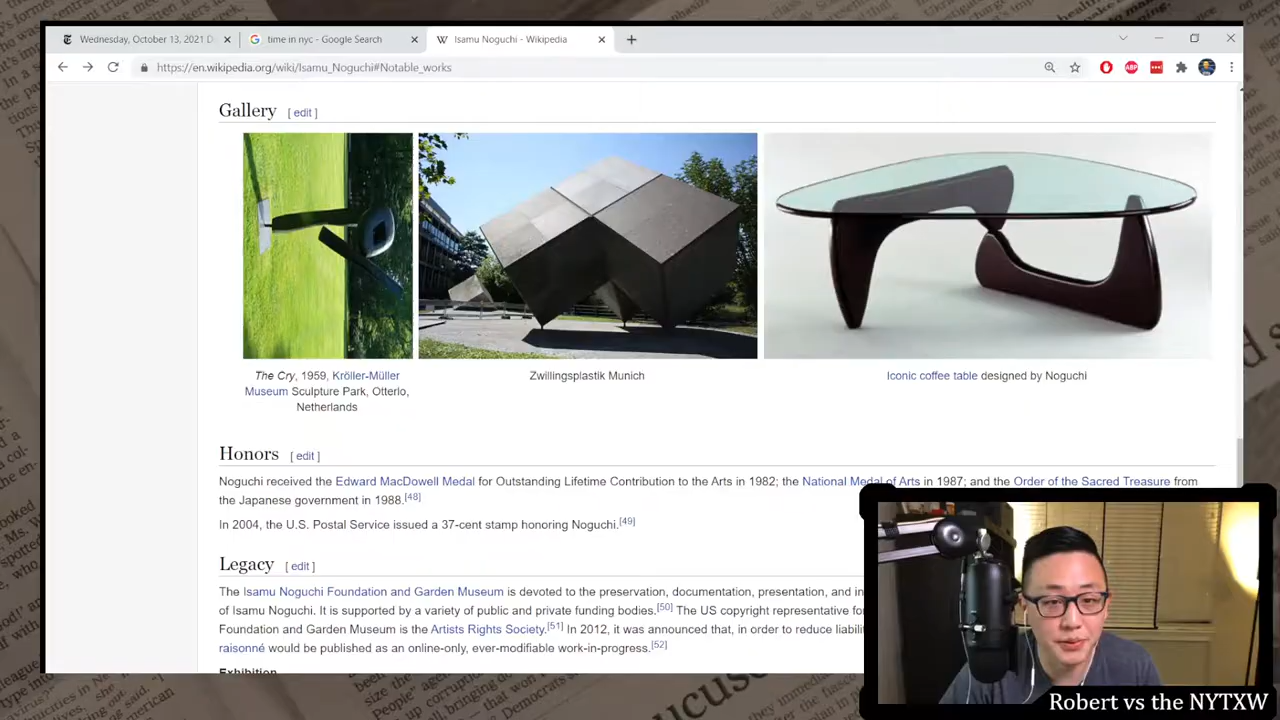 Wednesday, October 13, 2021 D
time in nyc - Google Search
Isamu Noguchi - Wikipedia
https://en.wikipedia.org/wiki/Isamu_Noguchi#Notable_works
ABP
Gallery [ edit ]
The Cry, 1959, Kröller-Müller
Museum Sculpture Park, Otterlo,
Netherlands
Zwillingsplastik Munich
Iconic coffee table designed by Noguchi
Honors [ edit ]
Noguchi received the Edward MacDowell Medal for Outstanding Lifetime Contribution to the Arts in 1982; the National Medal of Arts in 1987; and the Order of the Sacred Treasure from
the Japanese government in 1988.[48]
In 2004, the U.S. Postal Service issued a 37-cent stamp honoring Noguchi.[49]
Legacy [ edit ]
The Isamu Noguchi Foundation and Garden Museum is devoted to the preservation, documentation, presentation, and in
of Isamu Noguchi. It is supported by a variety of public and private funding bodies.[50] The US copyright representative fo
Foundation and Garden Museum is the Artists Rights Society.[51] In 2012, it was announced that, in order to reduce liabili
raisonné would be published as an online-only, ever-modifiable work-in-progress.[52]
Exhibition
Robert vs the NYTXW